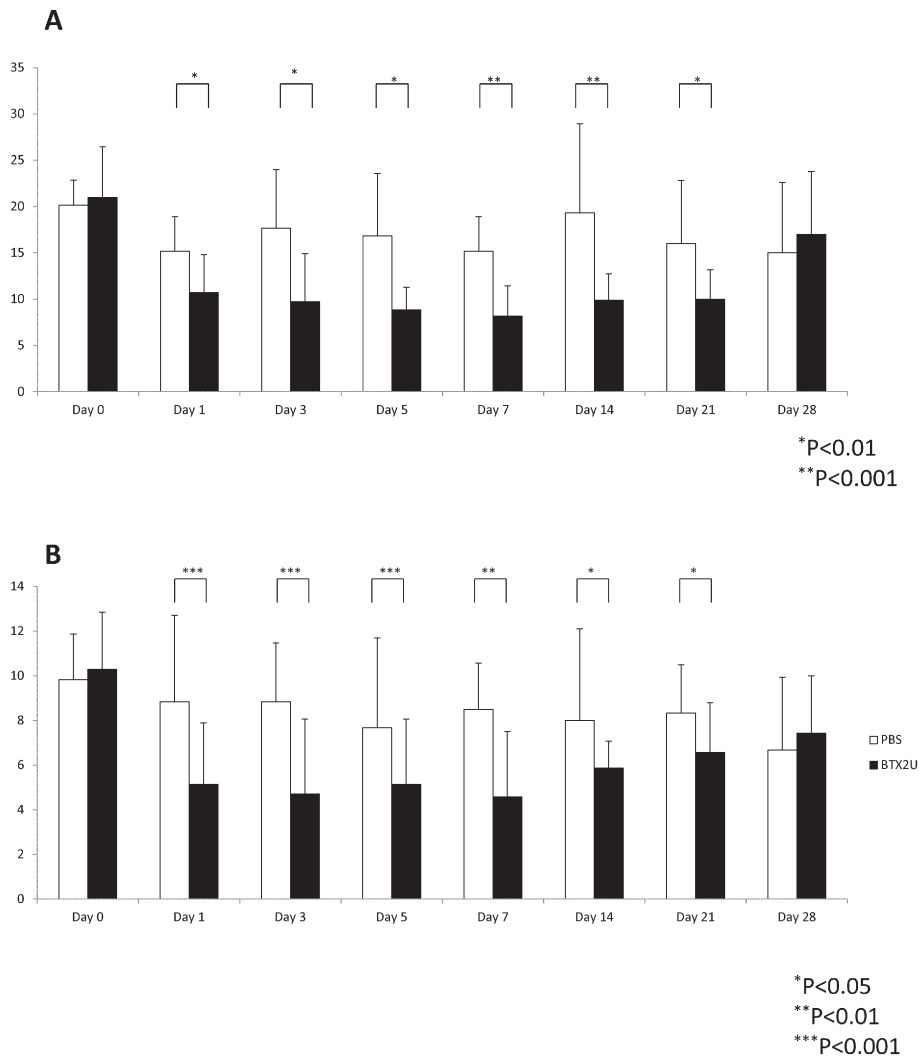 A
35
* * * ** ** *
30
25
20
15
10
5
0
Day 0 Day 1 Day 3 Day 5 Day 7 Day 14 Day 21 Day 28
*P<0.01
**P<0.001
B
*** *** *** ** * *
14
12
10
8
6
4
2
0
PBS
BTX2U
Day 0 Day 1 Day 3 Day 5 Day 7 Day 14 Day 21 Day 28
*P<0.05
**P<0.01
***P<0.001